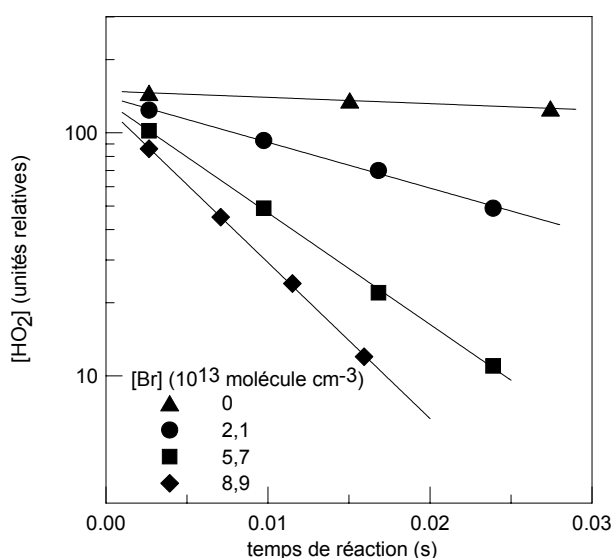 [HO2] (unités relatives)
100
10
[Br] (10^13 molécule cm^-3)
0
2,1
5,7
8,9
0.00 0.01 0.02 0.03
temps de réaction (s)